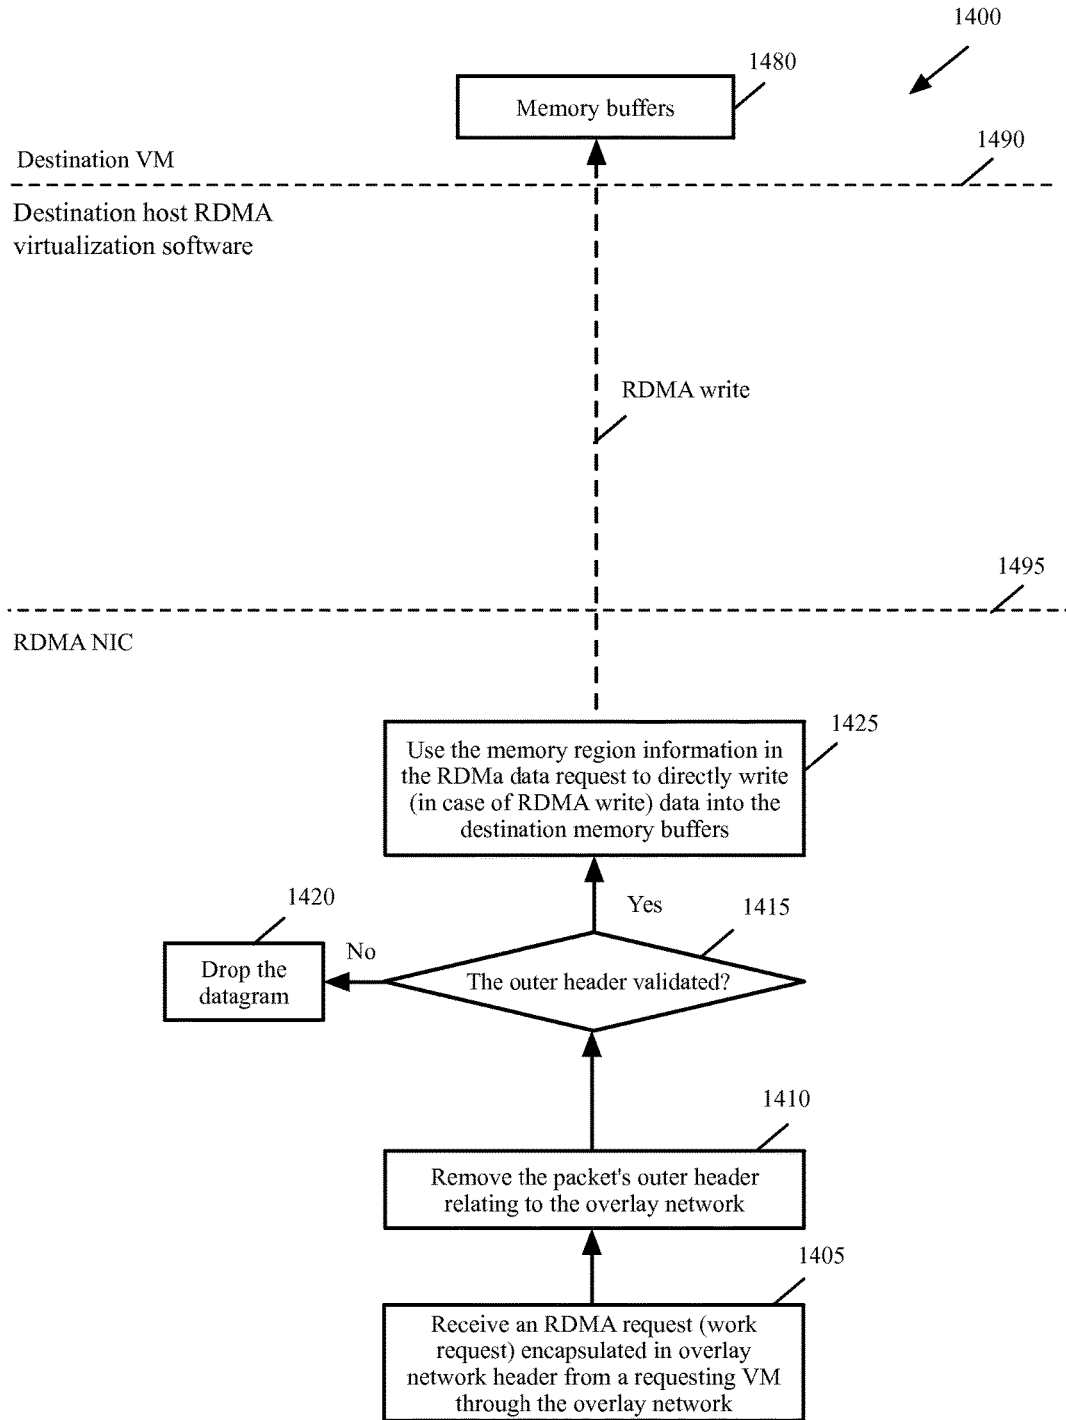 1400
1480
Memory buffers
Destination VM
1490
Destination host RDMA
virtualization software
RDMA write
1495
RDMA NIC
1425
Use the memory region information in
the RDMa data request to directly write
(in case of RDMA write) data into the
destination memory buffers
1420
Yes
1415
No
Drop the
datagram
The outer header validated?
1410
Remove the packet's outer header
relating to the overlay network
1405
Receive an RDMA request (work
request) encapsulated in overlay
network header from a requesting VM
through the overlay network